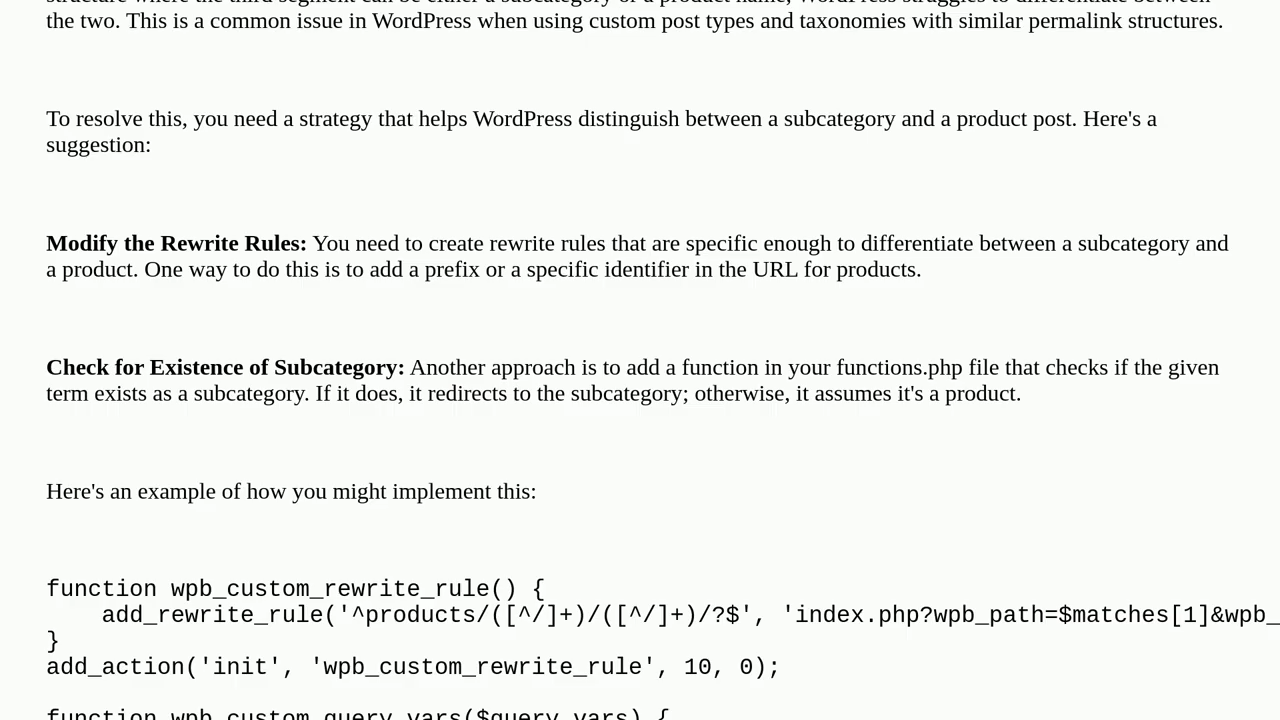 the two. This is a common issue in WordPress when using custom post types and taxonomies with similar permalink structures.
To resolve this, you need a strategy that helps WordPress distinguish between a subcategory and a product post. Here's a
suggestion:
Modify the Rewrite Rules: You need to create rewrite rules that are specific enough to differentiate between a subcategory and
a product. One way to do this is to add a prefix or a specific identifier in the URL for products.
Check for Existence of Subcategory: Another approach is to add a function in your functions.php file that checks if the given
term exists as a subcategory. If it does, it redirects to the subcategory; otherwise, it assumes it's a product.
Here's an example of how you might implement this:
function wpb_custom_rewrite_rule() {
    add_rewrite_rule('^products/([^/]+)/([^/]+)/?$', 'index.php?wpb_path=$matches[1]&wpb_
}
add_action('init', 'wpb_custom_rewrite_rule', 10, 0);
function wpb_custom_query_vars($query_vars) {